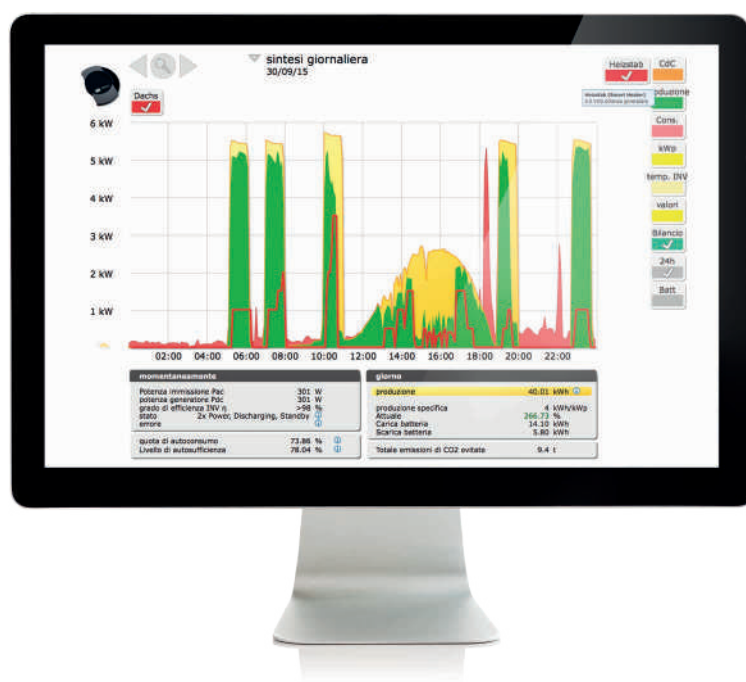 sintesi giornaliera
30/09/15
Heizstab
CdC
Dachs
Cons.
kWp
temp. INV
valori
Bilancio
24h
Batt
6 kW
5 kW
4 kW
3 kW
2 kW
1 kW
02:00 04:00 06:00 08:00 10:00 12:00 14:00 16:00 18:00 20:00 22:00
momentaneamente
Potenza immissione Pac 301 W
potenza generatore Pdc 301 W
grado di efficienza INV η >98 %
stato 2x Power, Discharging, Standby
errore
quota di autoconsumo 73.86 %
Livello di autosufficienza 78.04 %
giorno
produzione 40.01 kWh
produzione specifica 4 kWh/kWp
Attuale 266.73 %
Carica batteria 14.10 kWh
Scarica batteria 5.80 kWh
Totale emissioni di CO2 evitate 9.4 t